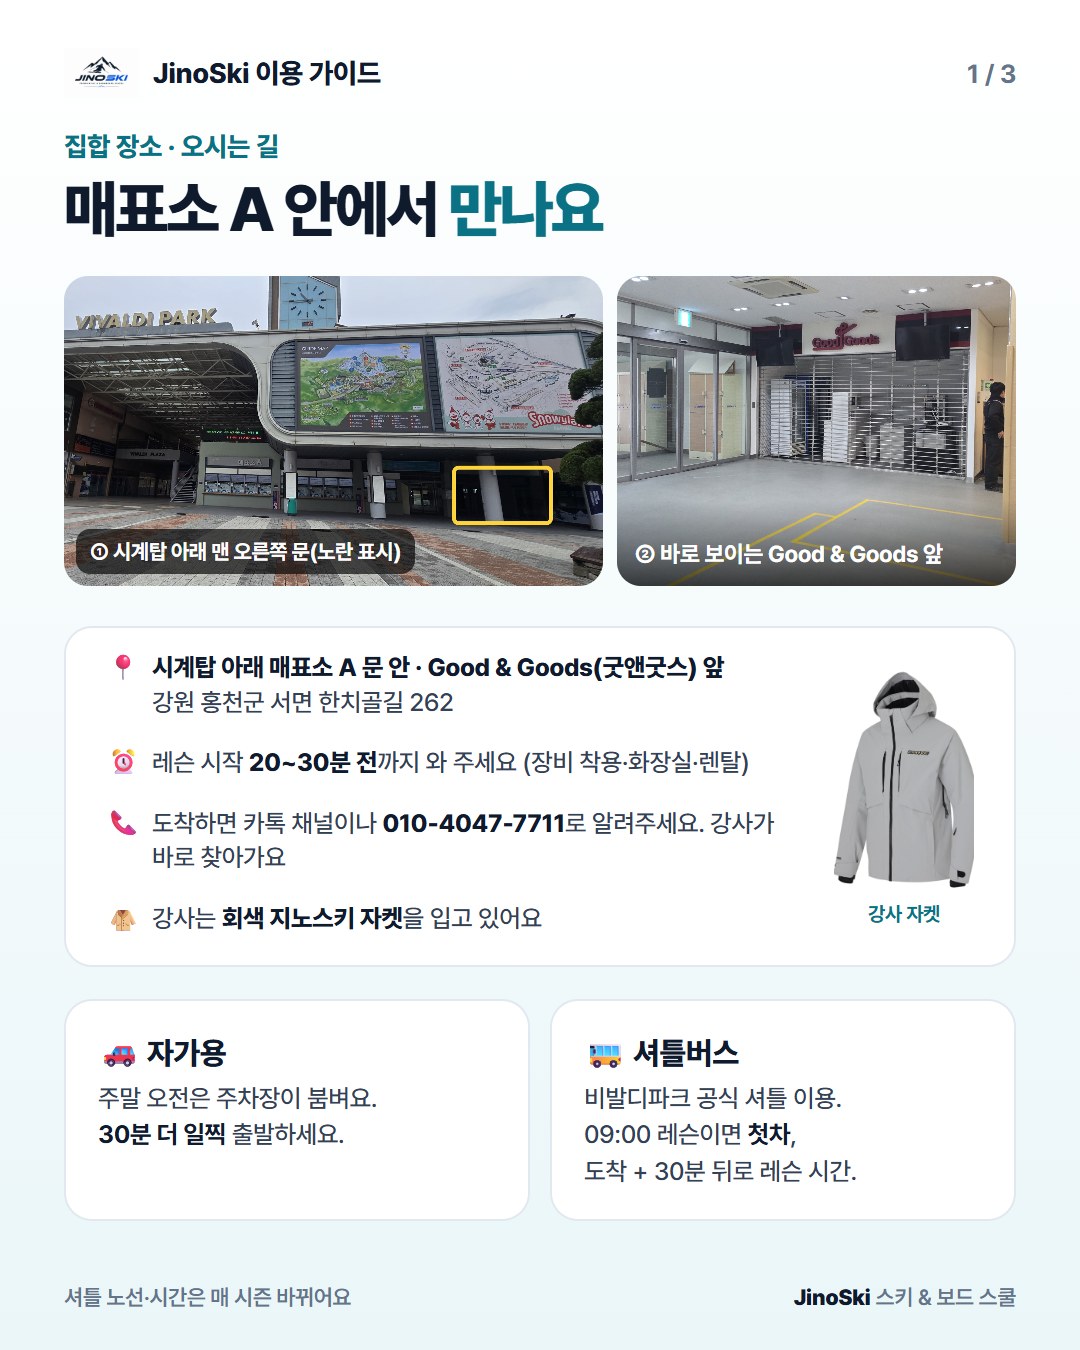 JINOSKI
JinoSki 이용 가이드
1 / 3
집합 장소 · 오시는 길
매표소 A 안에서 만나요
VIVALDI PARK
Snowyland
① 시계탑 아래 맨 오른쪽 문(노란 표시)
Good Goods
② 바로 보이는 Good & Goods 앞
시계탑 아래 매표소 A 문 안 · Good & Goods(굿앤굿스) 앞
강원 홍천군 서면 한치골길 262
레슨 시작 20~30분 전까지 와 주세요 (장비 착용·화장실·렌탈)
도착하면 카톡 채널이나 010-4047-7711로 알려주세요. 강사가
바로 찾아가요
강사는 회색 지노스키 자켓을 입고 있어요
강사 자켓
자가용
주말 오전은 주차장이 붐벼요.
30분 더 일찍 출발하세요.
셔틀버스
비발디파크 공식 셔틀 이용.
09:00 레슨이면 첫차,
도착 + 30분 뒤로 레슨 시간.
셔틀 노선·시간은 매 시즌 바뀌어요
JinoSki 스키 & 보드 스쿨